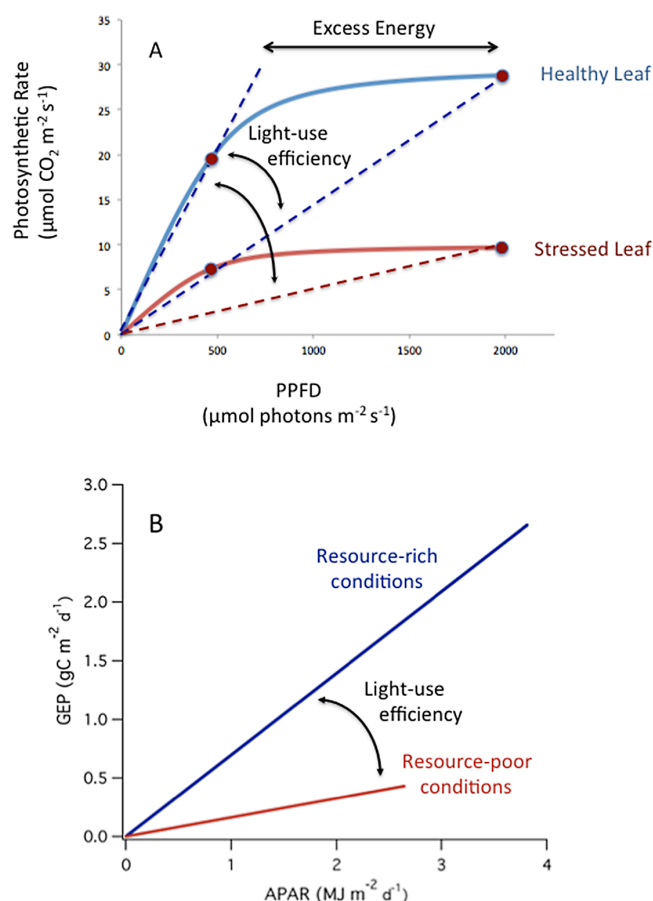 A
Excess Energy
Healthy Leaf
Light-use
efficiency
Stressed Leaf
Photosynthetic Rate
(µmol CO₂ m⁻² s⁻¹)
35
30
25
20
15
10
5
0
0 500 1000 1500 2000
PPFD
(µmol photons m⁻² s⁻¹)
B
Resource-rich
conditions
Light-use
efficiency
Resource-poor
conditions
GEP (gC m⁻² d⁻¹)
3.0
2.5
2.0
1.5
1.0
0.5
0.0
0 1 2 3 4
APAR (MJ m⁻² d⁻¹)